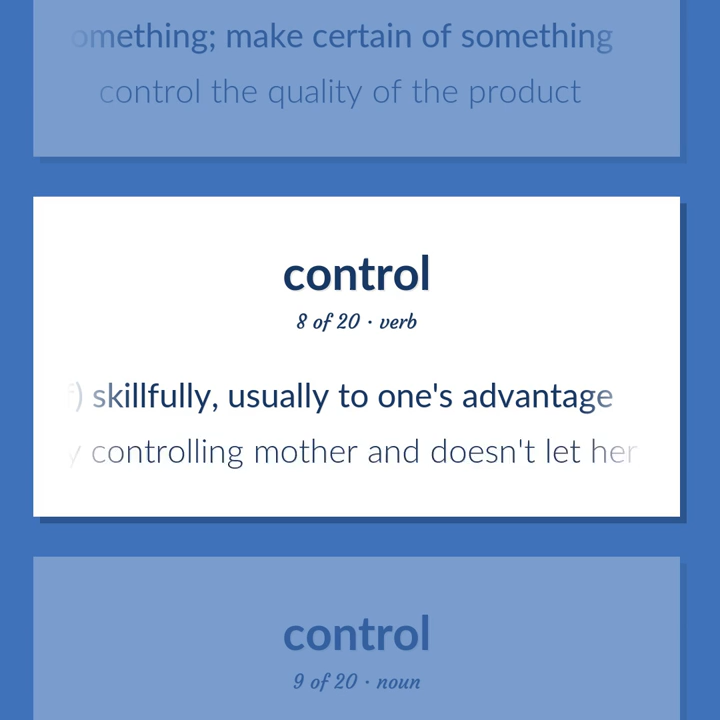 omething; make certain of something
control the quality of the product
control
8 of 20 · verb
) skillfully, usually to one's advantage
y controlling mother and doesn't let her
control
9 of 20 · noun